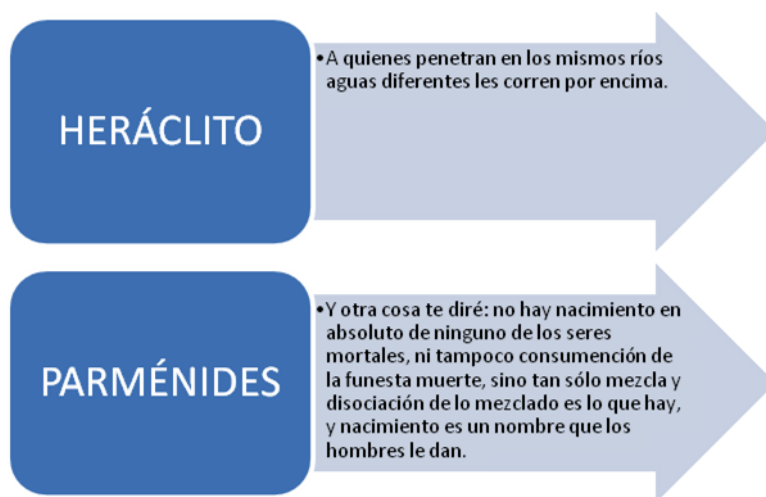 HERÁCLITO
•A quienes penetran en los mismos ríos
aguas diferentes les corren por encima.
PARMÉNIDES
•Y otra cosa te diré: no hay nacimiento en
absoluto de ninguno de los seres
mortales, ni tampoco consumención de
la funesta muerte, sino tan sólo mezcla y
disociación de lo mezclado es lo que hay,
y nacimiento es un nombre que los
hombres le dan.